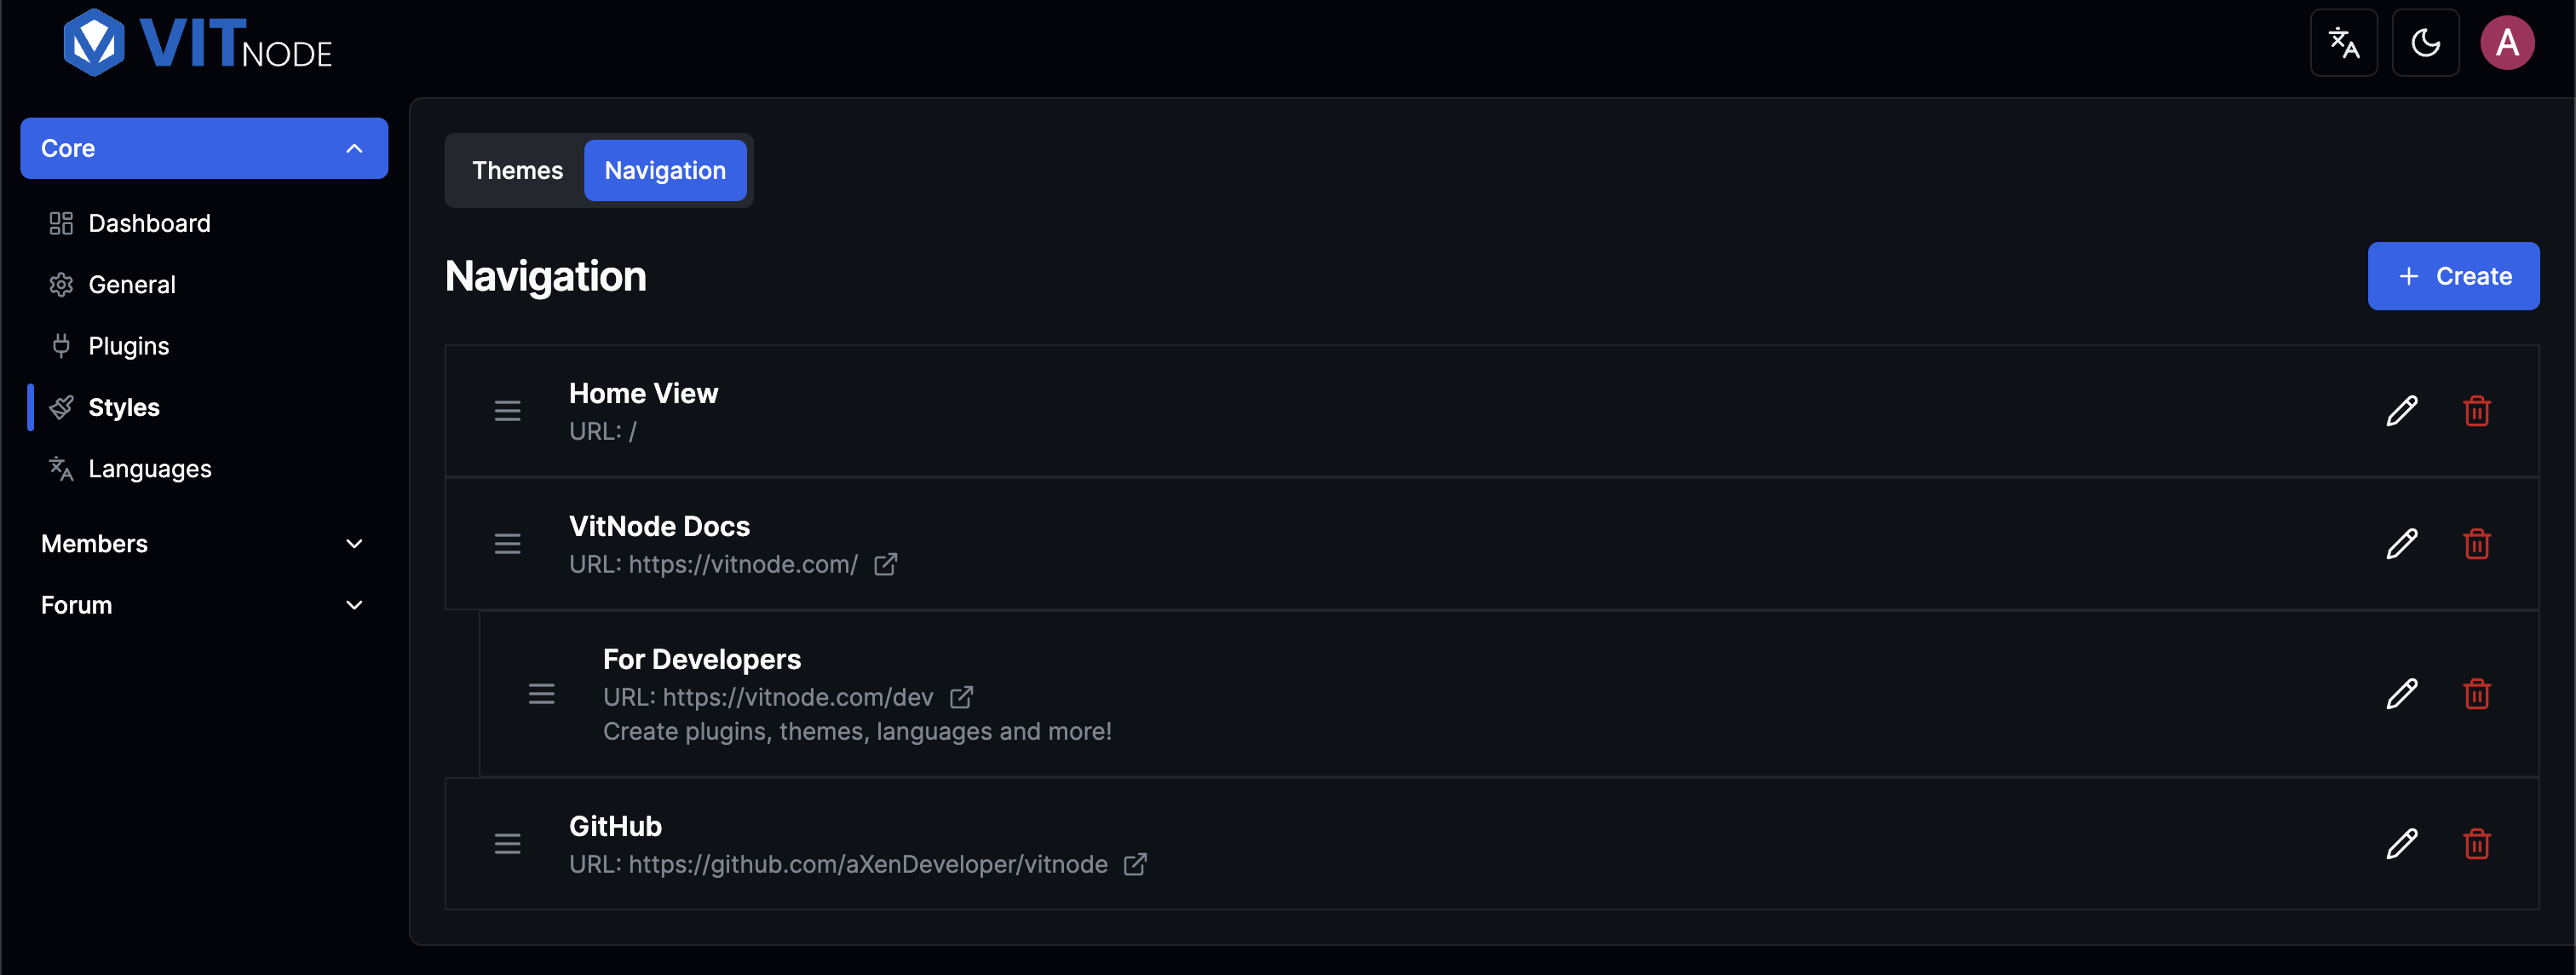 VITNODE
A
Core
Dashboard
General
Plugins
Styles
Languages
Members
Forum
Themes
Navigation
Navigation
Create
Home View
URL: /
VitNode Docs
URL: https://vitnode.com/
For Developers
URL: https://vitnode.com/dev
Create plugins, themes, languages and more!
GitHub
URL: https://github.com/aXenDeveloper/vitnode